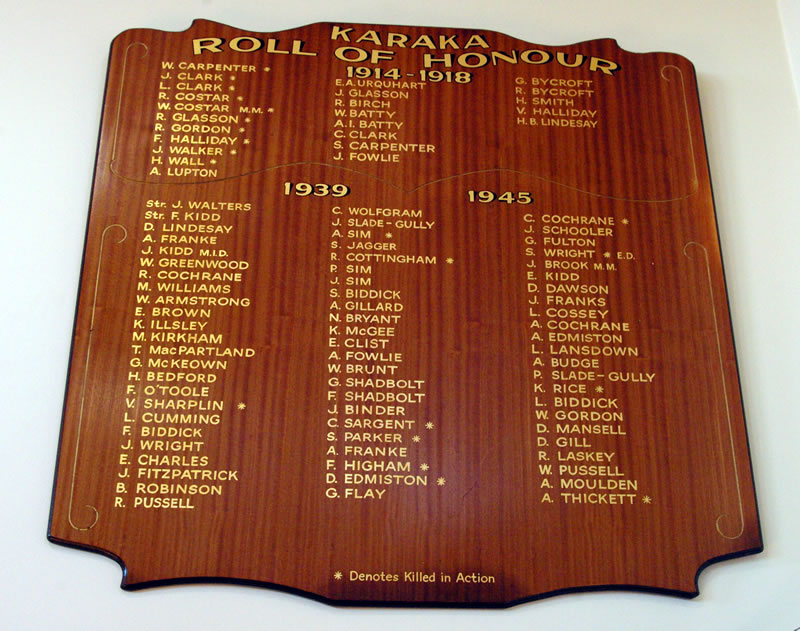 KARAKA
ROLL OF HONOUR
1914-1918
W. CARPENTER *
J. CLARK *
L. CLARK *
R. COSTAR *
W. COSTAR M.M. *
R. GLASSON *
R. GORDON *
F. HALLIDAY *
J. WALKER *
H. WALL *
A. LUPTON
E.A. URQUHART
J. GLASSON
R. BIRCH
W. BATTY
A.I. BATTY
C. CLARK
S. CARPENTER
J. FOWLIE
G. BYCROFT
R. BYCROFT
H. SMITH
V. HALLIDAY
H.B. LINDESAY
1939 1945
Str. J. WALTERS
Str. F. KIDD
D. LINDESAY
A. FRANKE
J. KIDD M.I.D.
W. GREENWOOD
R. COCHRANE
M. WILLIAMS
W. ARMSTRONG
E. BROWN
K. ILLSLEY
M. KIRKHAM
T. MacPARTLAND
G. McKEOWN
H. BEDFORD
F. O'TOOLE
V. SHARPLIN *
L. CUMMING
F. BIDDICK
J. WRIGHT
E. CHARLES
J. FITZPATRICK
B. ROBINSON
R. PUSSELL
C. WOLFGRAM
J. SLADE-GULLY
A. SIM *
S. JAGGER
R. COTTINGHAM *
P. SIM
J. SIM
S. BIDDICK
A. GILLARD
N. BRYANT
K. McGEE
E. CLIST
A. FOWLIE
W. BRUNT
G. SHADBOLT
F. SHADBOLT
J. BINDER
C. SARGENT *
S. PARKER *
A. FRANKE
F. HIGHAM *
D. EDMISTON *
G. FLAY
C. COCHRANE *
J. SCHOOLER
G. FULTON
S. WRIGHT * E.D.
J. BROOK M.M.
E. KIDD
D. DAWSON
J. FRANKS
L. COSSEY
A. COCHRANE
A. EDMISTON
L. LANSDOWN
A. BUDGE
P. SLADE-GULLY
K. RICE *
L. BIDDICK
W. GORDON
D. MANSELL
D. GILL
R. LASKEY
W. PUSSELL
A. MOULDEN
A. THICKETT *
* Denotes Killed in Action